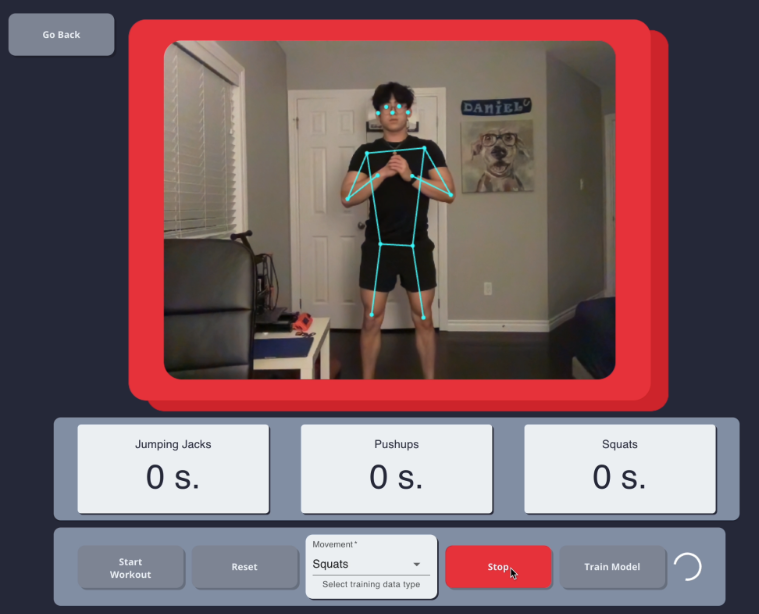 Go Back
DANIEL
Jumping Jacks
Pushups
Squats
0 s.
0 s.
0 s.
Start
Workout
Reset
Movement*
Squats
Select training data type
Stop
Train Model